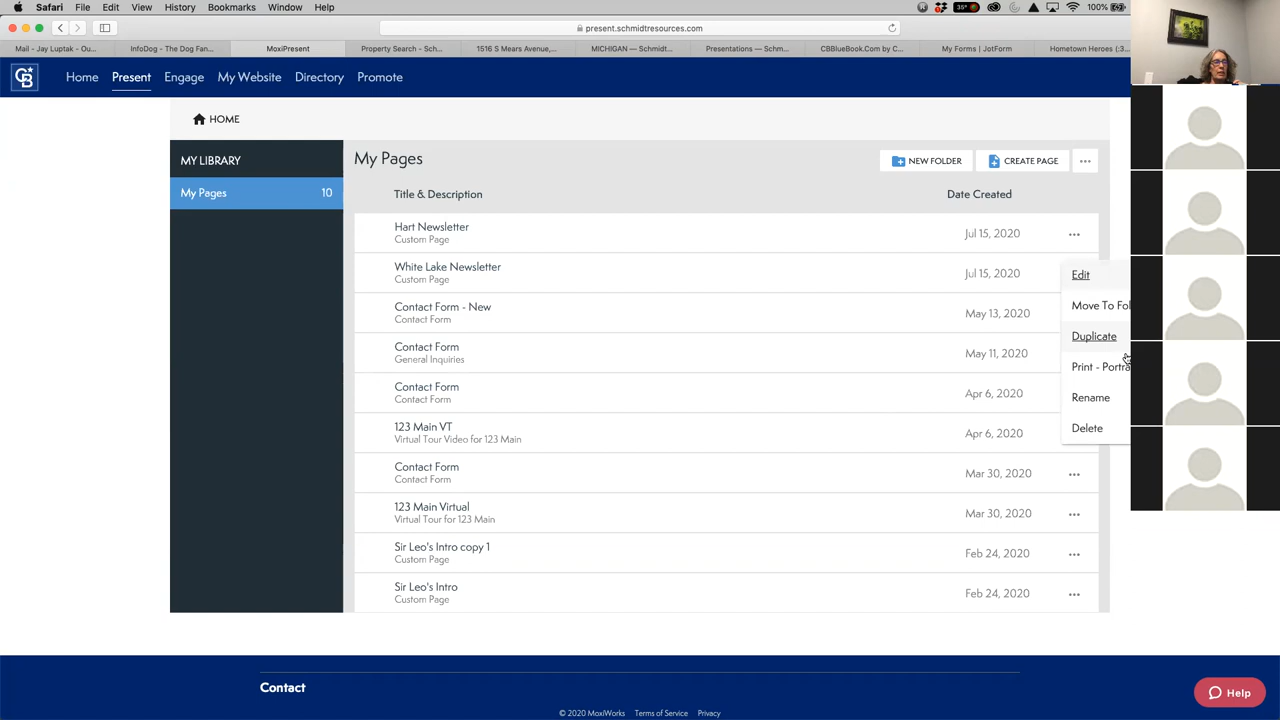 Safari File Edit View History Bookmarks Window Help 35° 100%
present.schmidtresources.com
Mail - Jay Luptak - Ou... InfoDog - The Dog Fan... MoxiPresent Property Search - Sch... 1516 S Mears Avenue,... MICHIGAN — Schmidt... Presentations — Schm... CBBlueBook.Com by C... My Forms | JotForm Hometown Heroes (:3...
CB Home Present Engage My Website Directory Promote
HOME
MY LIBRARY
My Pages 10
My Pages
NEW FOLDER CREATE PAGE ...
Title & Description Date Created
Hart Newsletter Jul 15, 2020 ...
Custom Page
White Lake Newsletter Jul 15, 2020
Custom Page
Contact Form - New May 13, 2020
Contact Form
Contact Form May 11, 2020
General Inquiries
Contact Form Apr 6, 2020
Contact Form
123 Main VT Apr 6, 2020
Virtual Tour Video for 123 Main
Contact Form Mar 30, 2020 ...
Contact Form
123 Main Virtual Mar 30, 2020 ...
Virtual Tour for 123 Main
Sir Leo's Intro copy 1 Feb 24, 2020 ...
Custom Page
Sir Leo's Intro Feb 24, 2020 ...
Custom Page
Edit
Move To Fol
Duplicate
Print - Portra
Rename
Delete
Contact
© 2020 MoxiWorks Terms of Service Privacy
Help